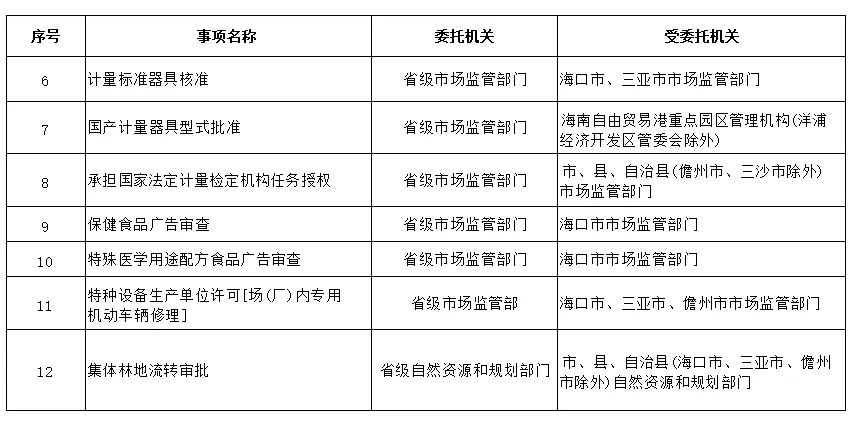 序号 事项名称 委托机关 受委托机关
6 计量标准器具核准 省级市场监管部门 海口市、三亚市市场监管部门
7 国产计量器具型式批准 省级市场监管部门 海南自由贸易港重点园区管理机构(洋浦
经济开发区管委会除外)
8 承担国家法定计量检定机构任务授权 省级市场监管部门 市、县、自治县(儋州市、三沙市除外)
市场监管部门
9 保健食品广告审查 省级市场监管部门 海口市市场监管部门
10 特殊医学用途配方食品广告审查 省级市场监管部门 海口市市场监管部门
11 特种设备生产单位许可[场(厂)内专用
机动车辆修理] 省级市场监管部 海口市、三亚市、儋州市市场监管部门
12 集体林地流转审批 省级自然资源和规划部门 市、县、自治县(海口市、三亚市、儋州
市除外)自然资源和规划部门